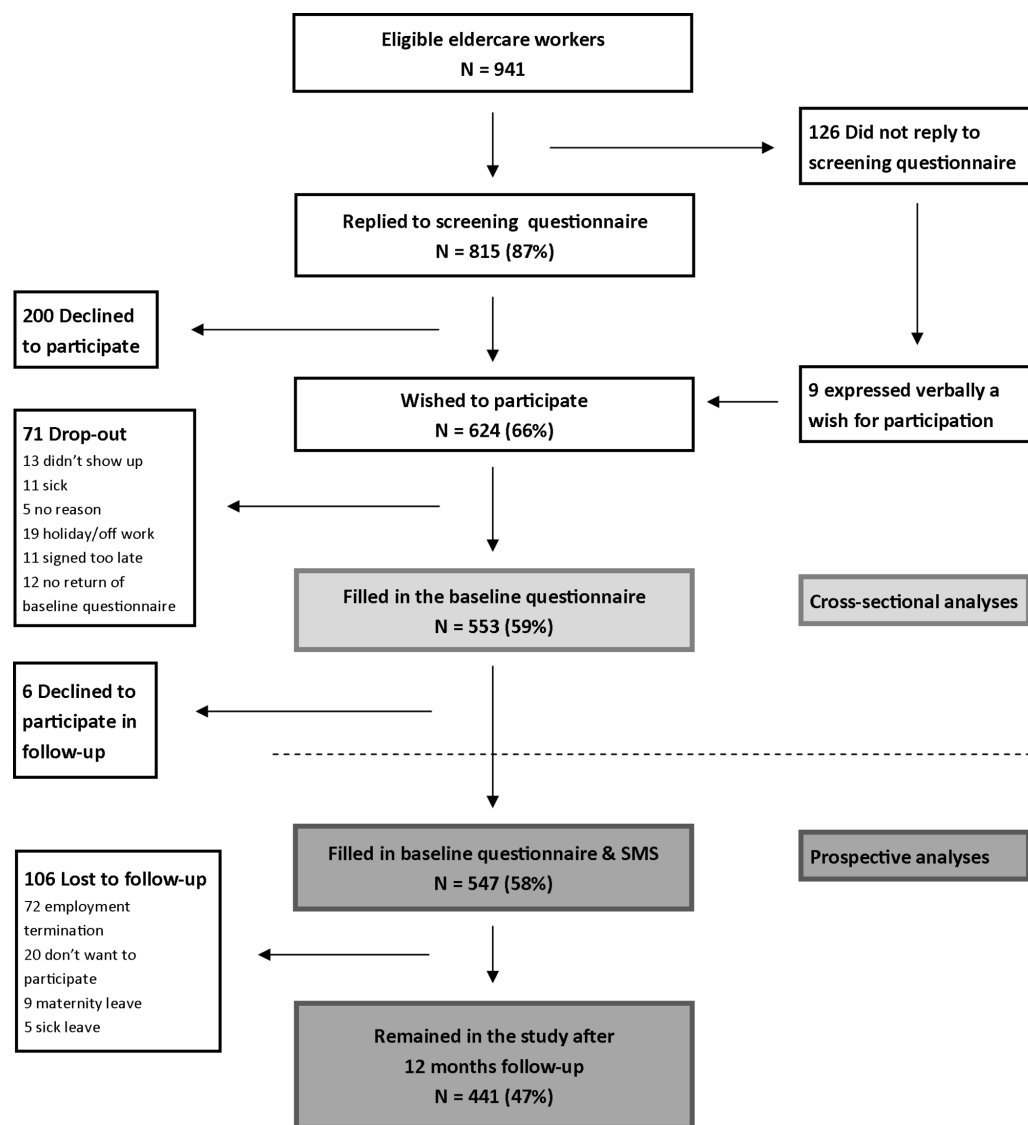 Eligible eldercare workers
N = 941
126 Did not reply to
screening questionnaire
Replied to screening questionnaire
N = 815 (87%)
200 Declined
to participate
Wished to participate
N = 624 (66%)
9 expressed verbally a
wish for participation
71 Drop-out
13 didn’t show up
11 sick
5 no reason
19 holiday/off work
11 signed too late
12 no return of
baseline questionnaire
Filled in the baseline questionnaire
N = 553 (59%)
Cross-sectional analyses
6 Declined to
participate in
follow-up
Filled in baseline questionnaire & SMS
N = 547 (58%)
Prospective analyses
106 Lost to follow-up
72 employment
termination
20 don’t want to
participate
9 maternity leave
5 sick leave
Remained in the study after
12 months follow-up
N = 441 (47%)